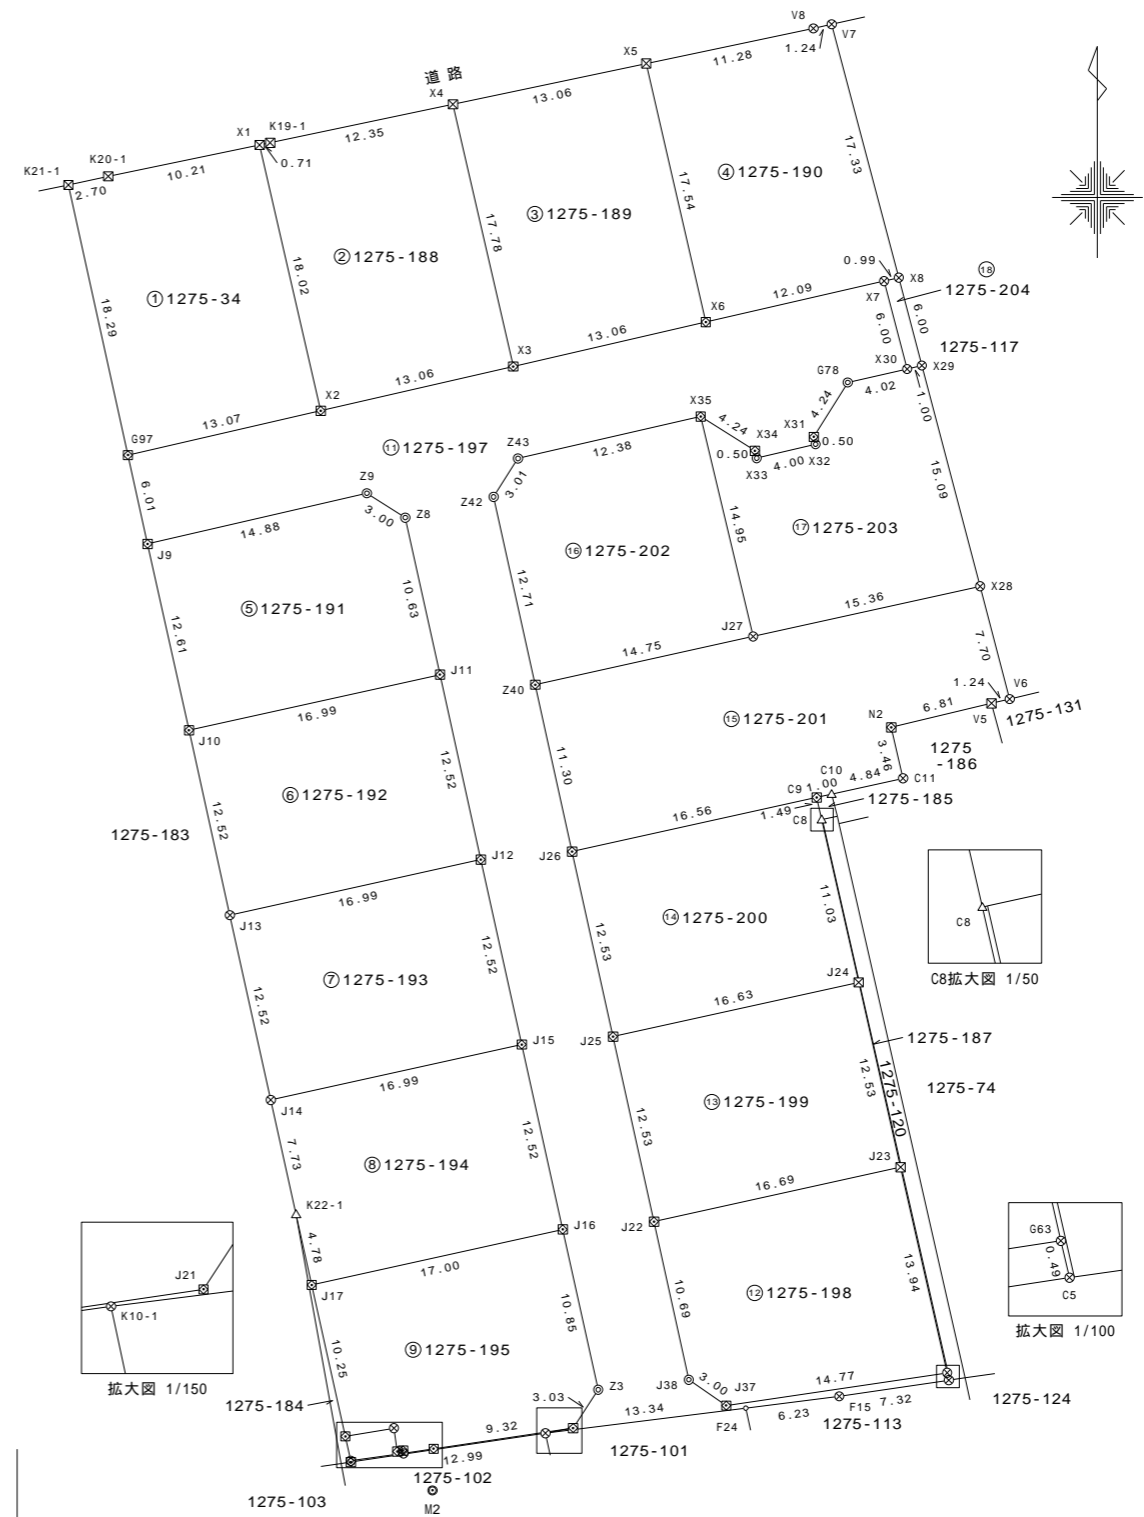 V8
V7
1.24
X5
11.28
道路
X4
13.06
X1
K19-1
12.35
0.71
K20-1
10.21
K21-1
2.70
17.33
④1275-190
17.54
③1275-189
17.78
②1275-188
18.02
①1275-34
18.29
0.99
X8
⑱
1275-204
X7
12.09
X6
6.00
6.00
13.06
X3
1275-117
X30
X29
G78
4.02
1.00
13.06
X2
4.24
X35
4.24
X31
X34
0.50
0.50
4.00
X32
X33
13.07
G97
⑪1275-197
Z43
12.38
Z9
3.01
Z42
3.00
Z8
6.01
14.88
J9
15.09
14.95
⑰1275-203
⑯1275-202
12.71
10.63
⑤1275-191
12.61
X28
15.36
J27
14.75
7.70
J11
Z40
1.24
V6
6.81
V5
1275-131
16.99
J10
⑮1275-201
N2
3.46
1275
-186
C10
4.84
C11
C9
1.00
1275-185
1.49
C8
11.30
16.56
12.52
⑥1275-192
1275-183
12.52
J26
J12
16.99
J13
11.03
C8
C8拡大図 1/50
⑭1275-200
12.53
⑦1275-193
12.52
12.52
J24
16.63
J25
1275-187
J15
12.53
1275-120
1275-74
16.99
J14
⑬1275-199
12.53
7.73
12.52
⑧1275-194
J23
16.69
K22-1
J22
J16
4.78
17.00
J17
J21
K10-1
拡大図 1/150
G63
0.49
C5
拡大図 1/100
13.94
⑫1275-198
10.69
10.85
⑨1275-195
10.25
Z3
J38
3.00
J37
14.77
3.03
13.34
F24
6.23
F15
7.32
1275-124
1275-113
1275-184
9.32
12.99
1275-101
1275-102
1275-103
M2